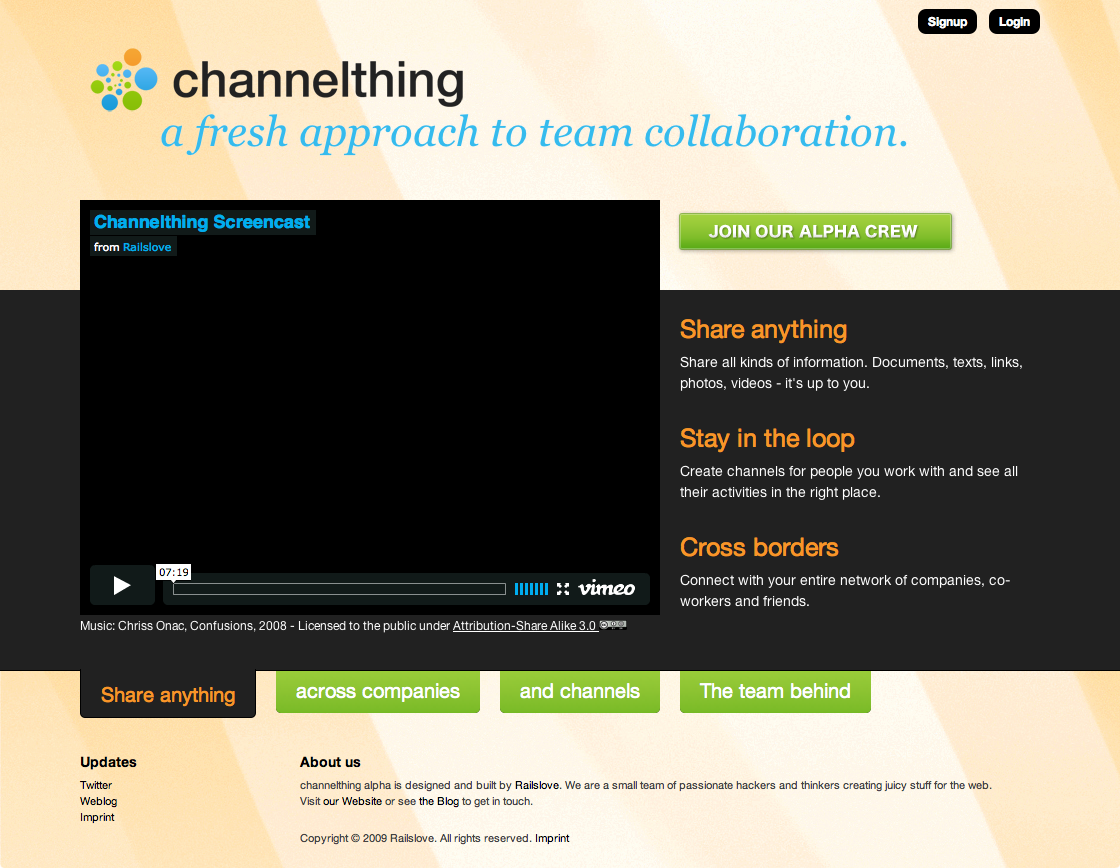 Signup Login
channelthing
a fresh approach to team collaboration.
Channelthing Screencast
from Railslove
JOIN OUR ALPHA CREW
Share anything
Share all kinds of information. Documents, texts, links,
photos, videos - it's up to you.
Stay in the loop
Create channels for people you work with and see all
their activities in the right place.
Cross borders
Connect with your entire network of companies, co-
workers and friends.
07:19
vimeo
Music: Chriss Onac, Confusions, 2008 - Licensed to the public under Attribution-Share Alike 3.0
Share anything across companies and channels The team behind
Updates
Twitter
Weblog
Imprint
About us
channelthing alpha is designed and built by Railslove. We are a small team of passionate hackers and thinkers creating juicy stuff for the web.
Visit our Website or see the Blog to get in touch.
Copyright © 2009 Railslove. All rights reserved. Imprint